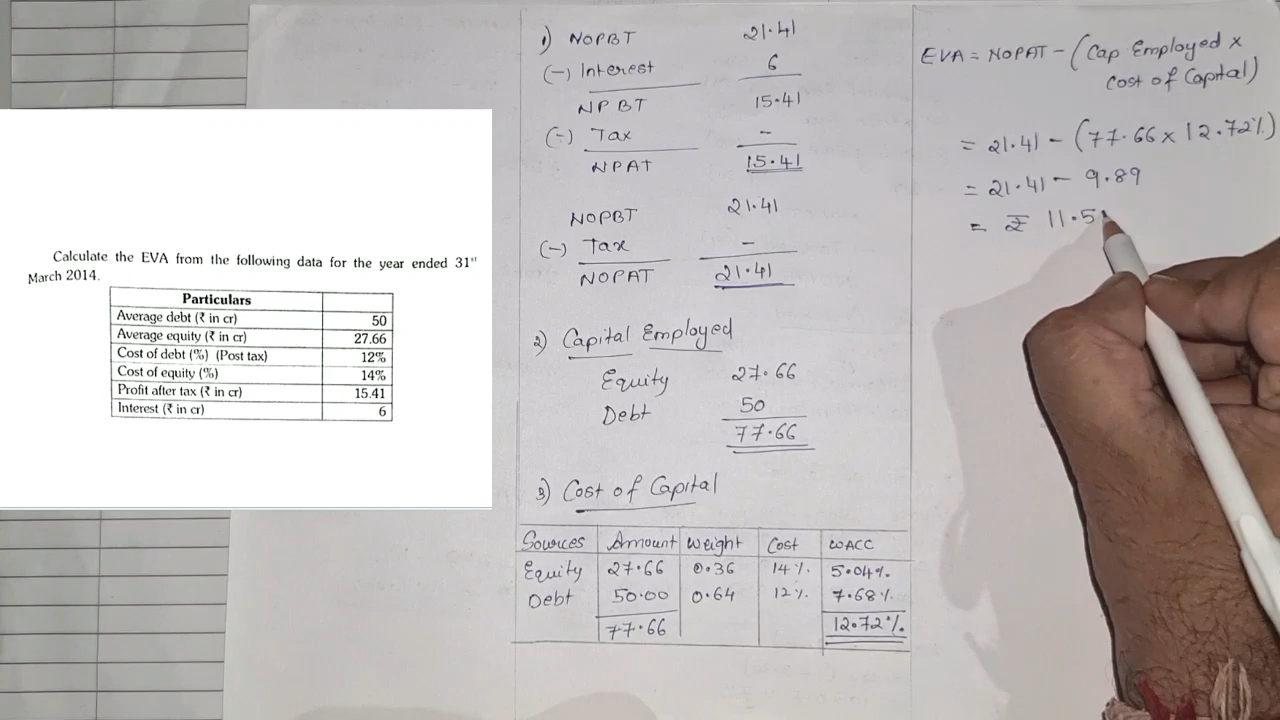 Calculate the EVA from the following data for the year ended 31st
March 2014.
Particulars
Average debt (₹ in cr) 50
Average equity (₹ in cr) 27.66
Cost of debt (%) (Post tax) 12%
Cost of equity (%) 14%
Profit after tax (₹ in cr) 15.41
Interest (₹ in cr) 6
1) NOPBT 21.41
(-) Interest 6
NPBT 15.41
(-) Tax -
NPAT 15.41
NOPBT 21.41
(-) Tax -
NOPAT 21.41
2) Capital Employed
Equity 27.66
Debt 50
77.66
3) Cost of Capital
Sources Amount Weight Cost WACC
Equity 27.66 0.36 14% 5.04%
Debt 50.00 0.64 12% 7.68%
77.66 12.72%
EVA = NOPAT - (Cap Employed x
Cost of Capital)
= 21.41 - (77.66 x 12.72%)
= 21.41 - 9.89
= ₹ 11.5